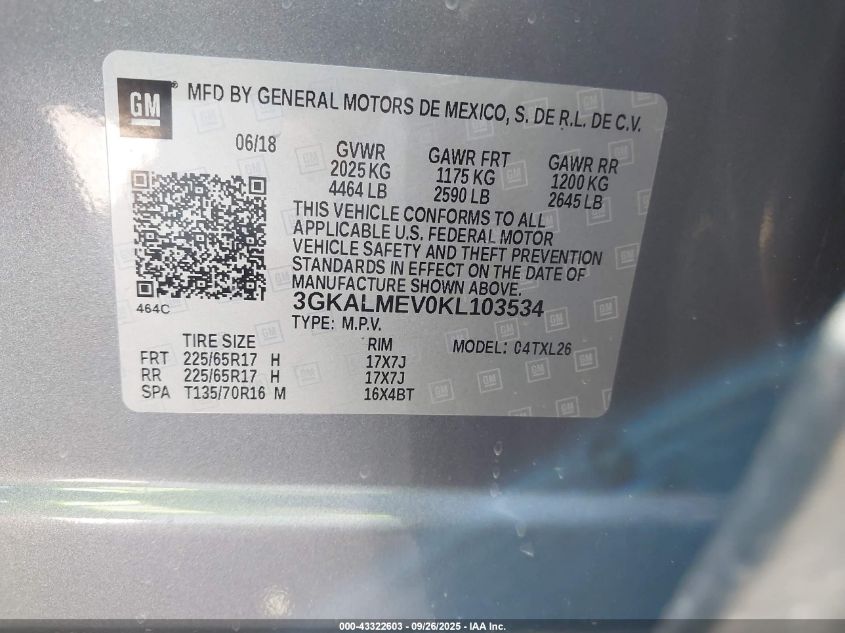 GM® MFD BY GENERAL MOTORS DE MEXICO, S. DE R.L. DE C.V.
06/18 GVWR GAWR FRT GAWR RR
2025 KG 1175 KG 1200 KG
4464 LB 2590 LB 2645 LB
THIS VEHICLE CONFORMS TO ALL
APPLICABLE U.S. FEDERAL MOTOR
VEHICLE SAFETY AND THEFT PREVENTION
STANDARDS IN EFFECT ON THE DATE OF
MANUFACTURE SHOWN ABOVE.
464C
3GKALMEV0KL103534
TYPE: M.P.V.
TIRE SIZE RIM MODEL: 04TXL26
FRT 225/65R17 H 17X7J
RR 225/65R17 H 17X7J
SPA T135/70R16 M 16X4BT
000-43322603 - 09/26/2025 - IAA Inc.